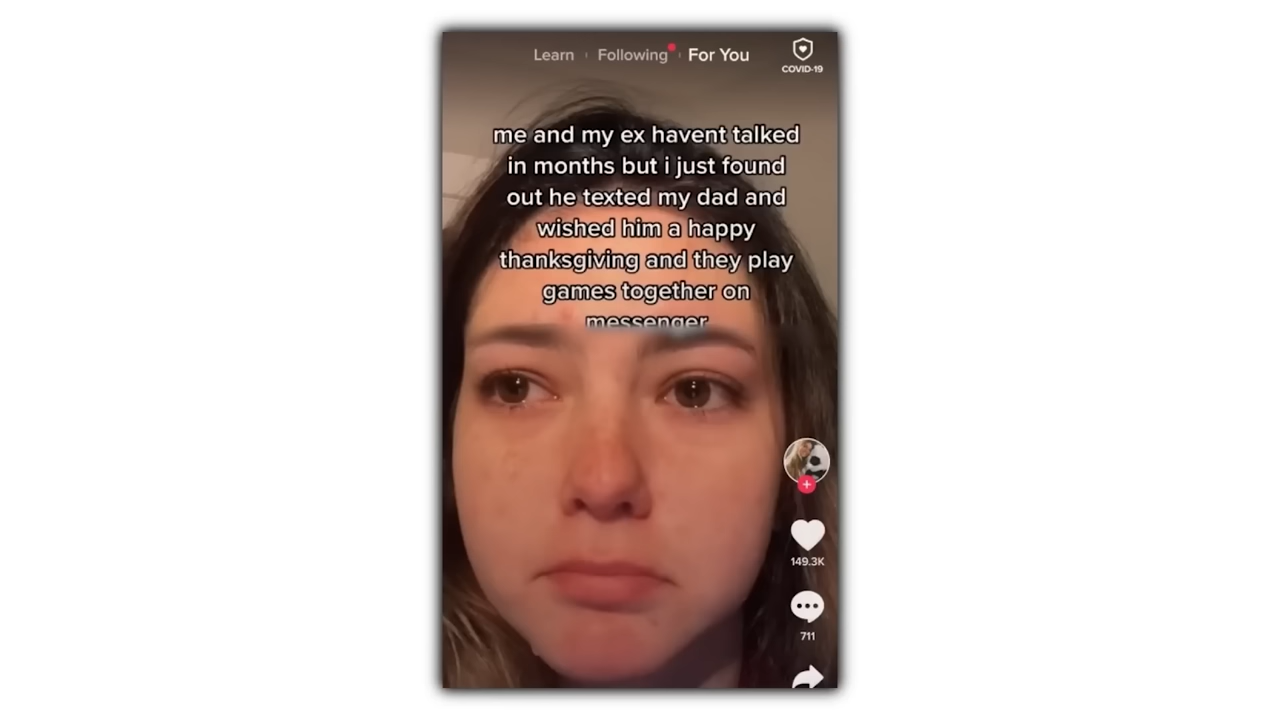 Learn Following For You
COVID-19
me and my ex havent talked
in months but i just found
out he texted my dad and
wished him a happy
thanksgiving and they play
games together on
messenger
149.3K
711